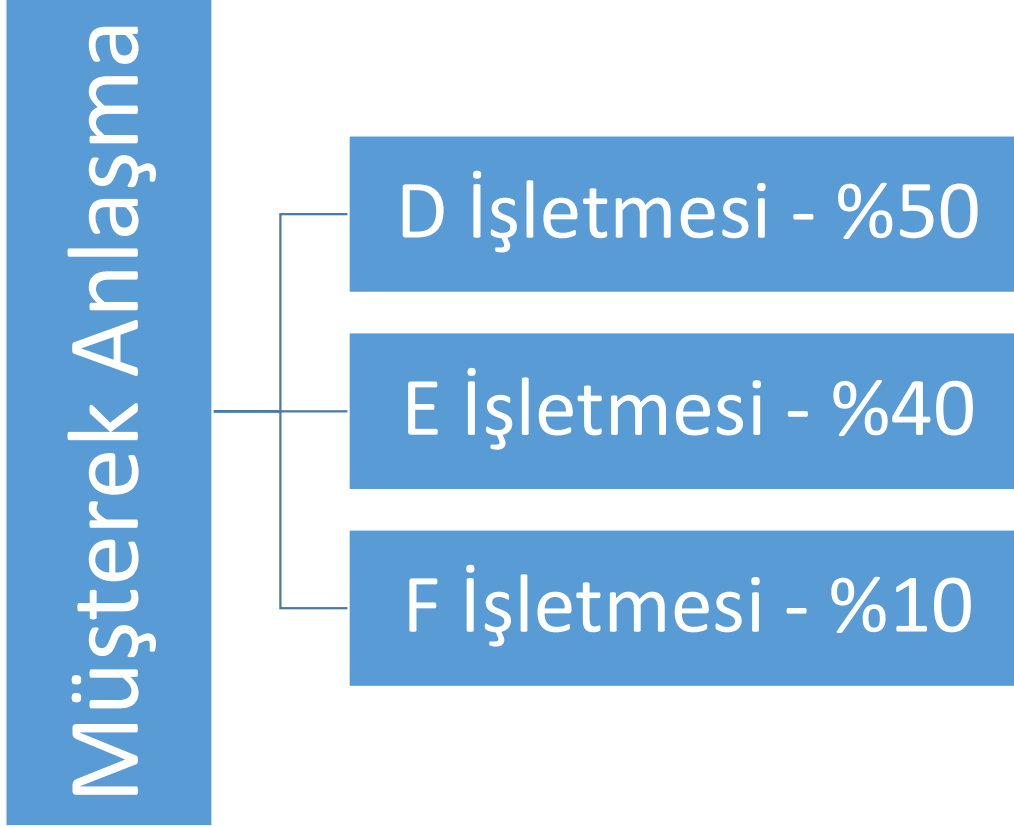 Müşterek Anlaşma
D İşletmesi - %50
E İşletmesi - %40
F İşletmesi - %10